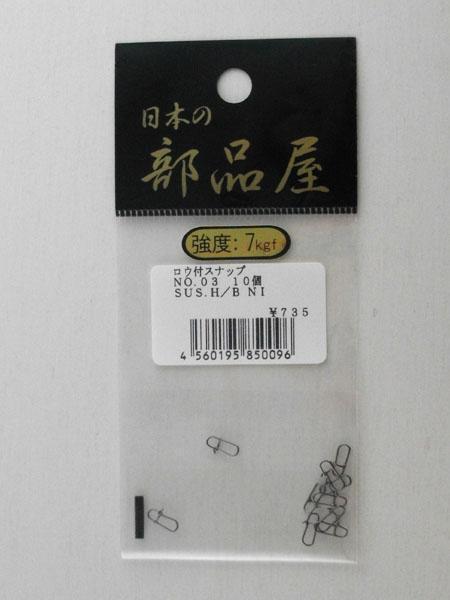 日本の
部品屋
強度:7kgf
ロウ付スナップ
NO.03 10個
SUS.H/B NI
¥735
4 560195 850096